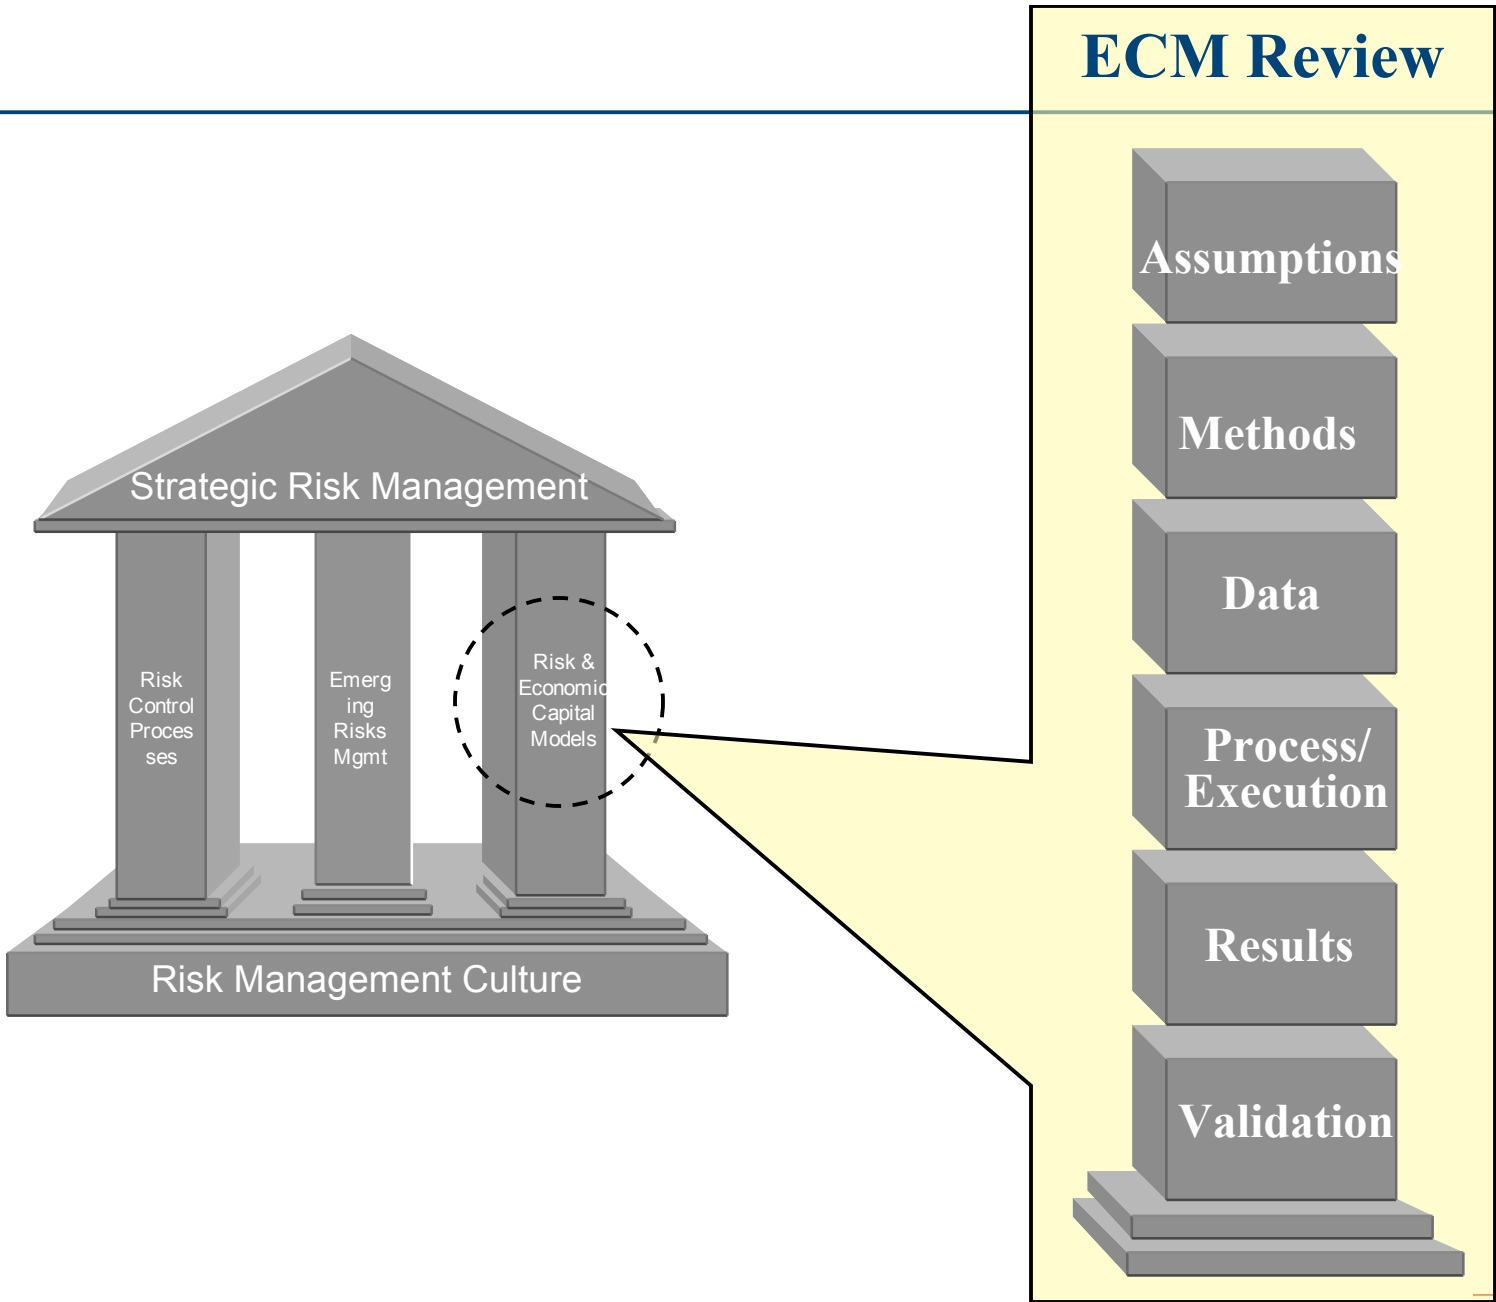 ECM Review
Assumptions
Methods
Data
Process/
Execution
Results
Validation
Strategic Risk Management
Risk
Control
Proces
ses
Emerg
ing
Risks
Mgmt
Risk &
Economic
Capital
Models
Risk Management Culture